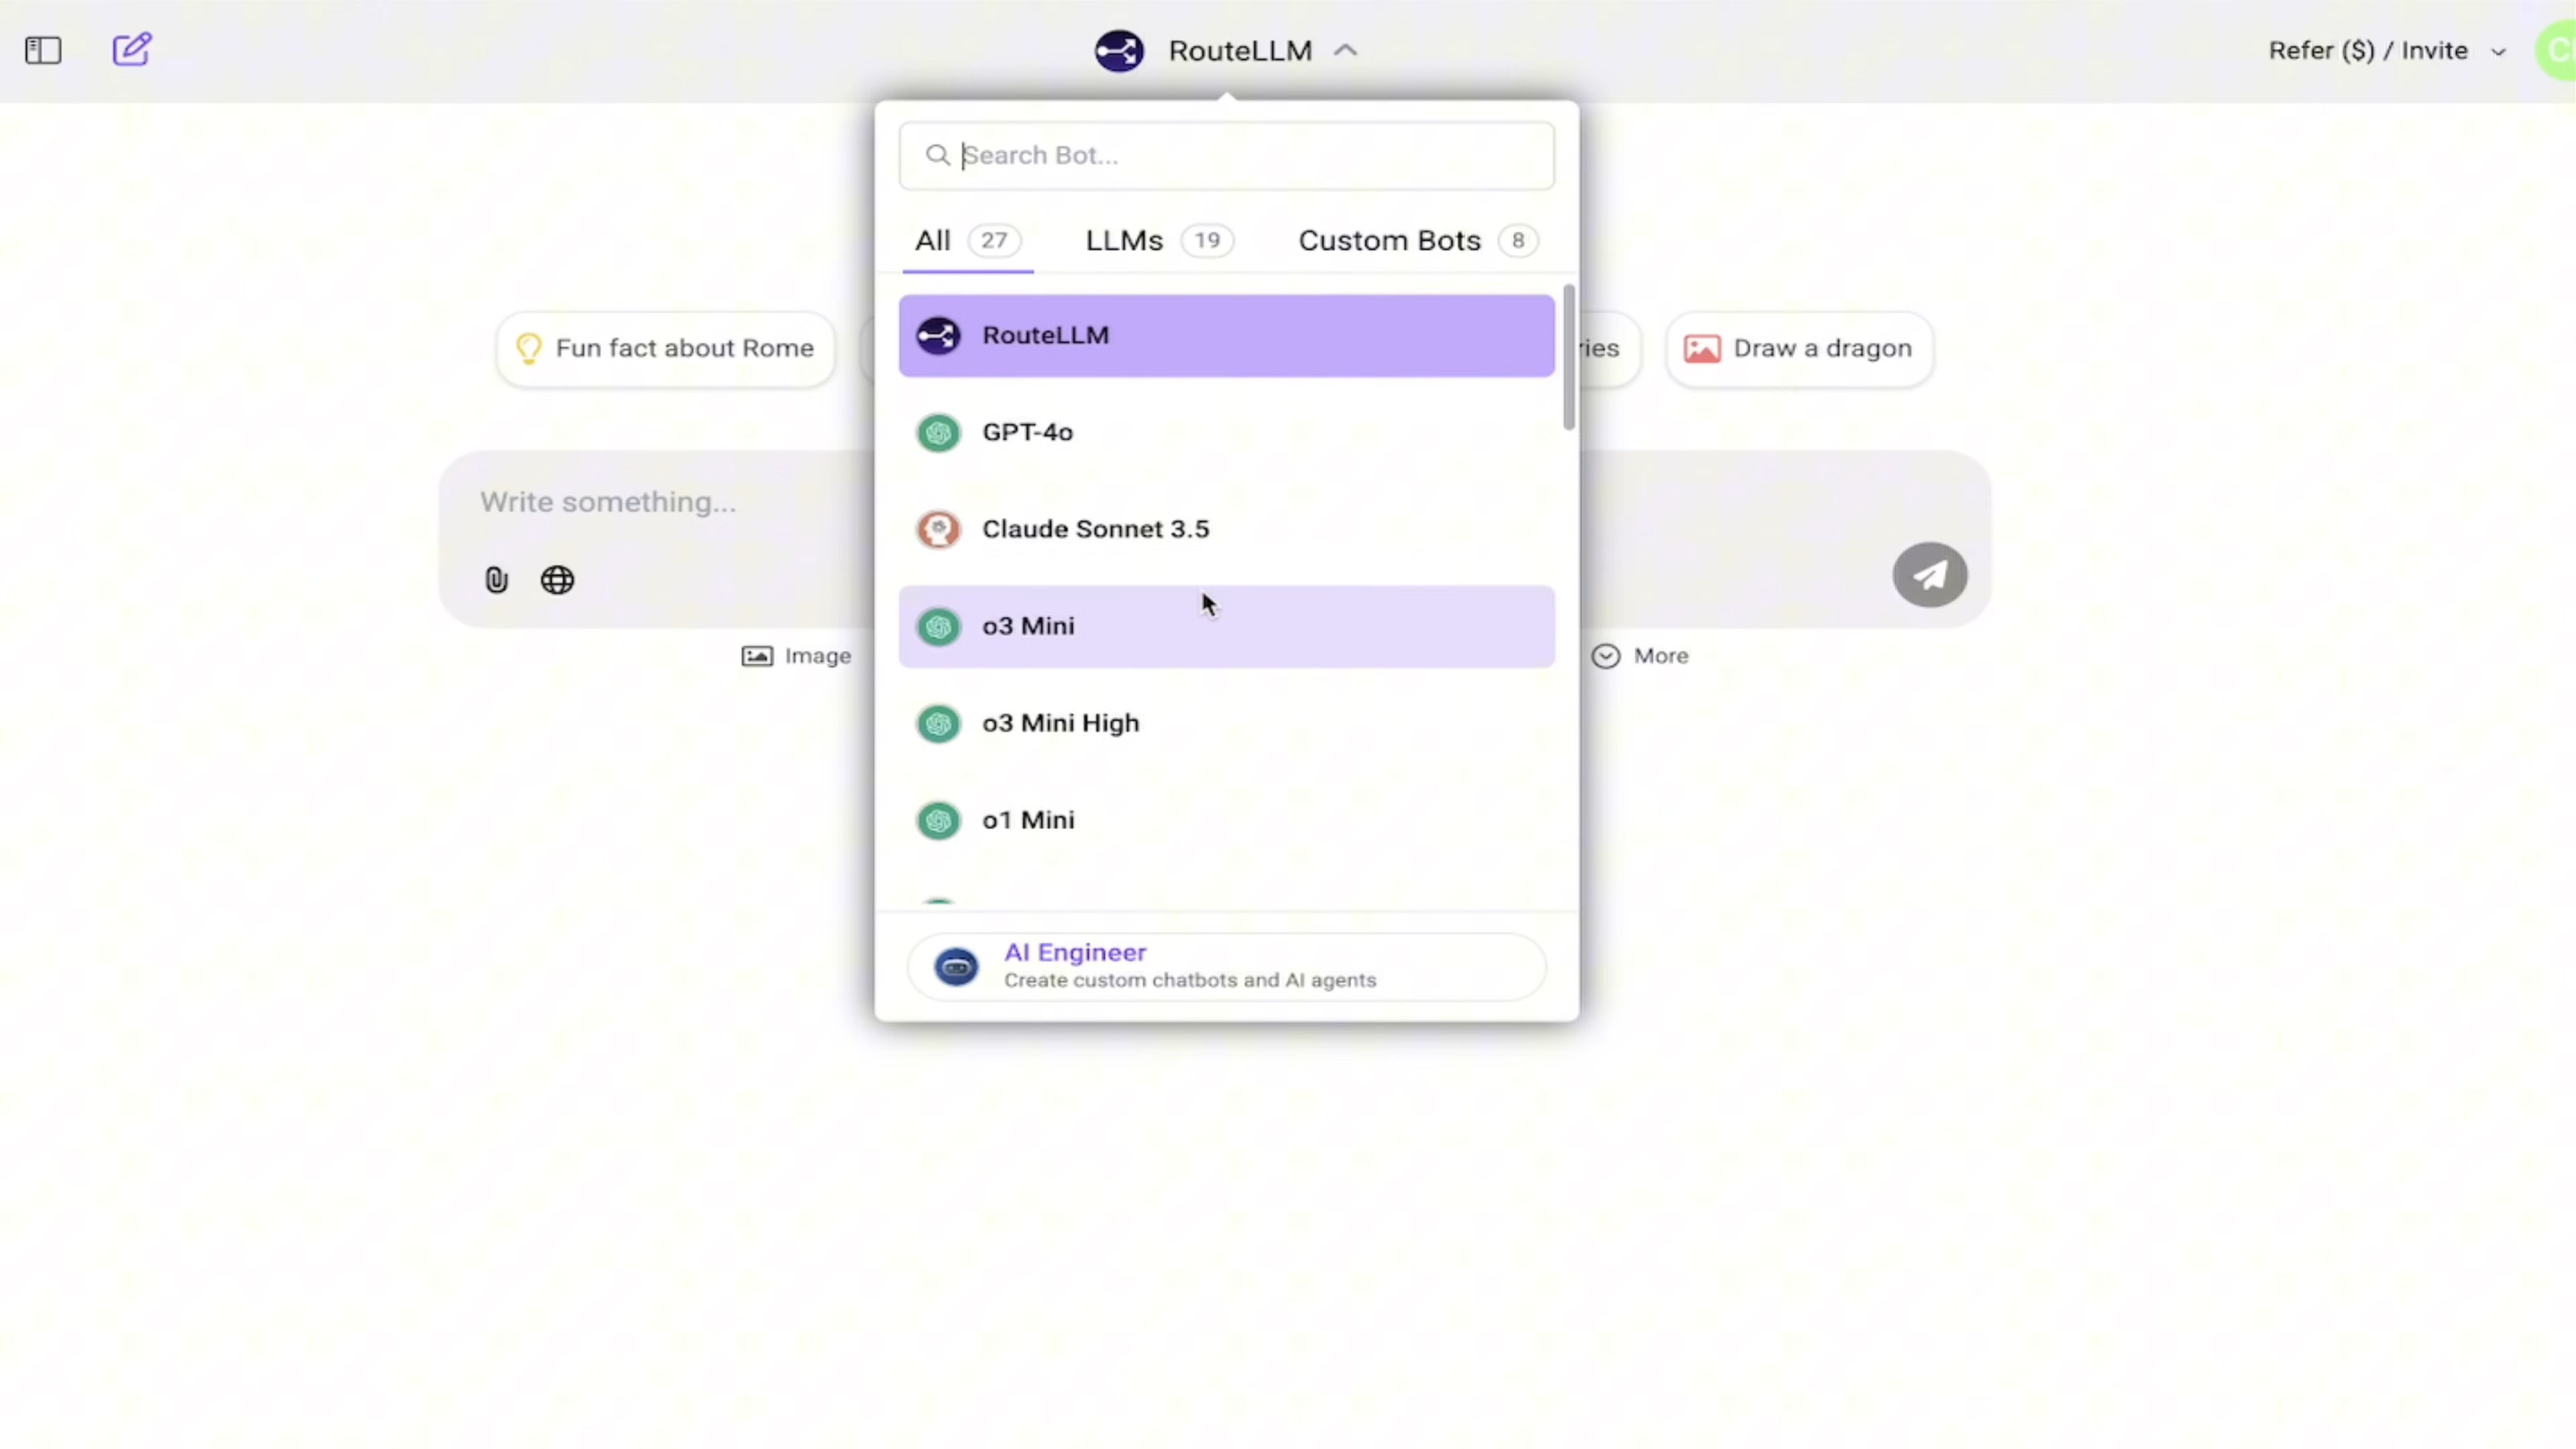 RouteLLM
Refer ($) / Invite
Search Bot...
All 27 LLMs 19 Custom Bots 8
RouteLLM
Fun fact about Rome
Draw a dragon
GPT-4o
Write something...
Claude Sonnet 3.5
o3 Mini
Image
More
o3 Mini High
o1 Mini
AI Engineer
Create custom chatbots and AI agents